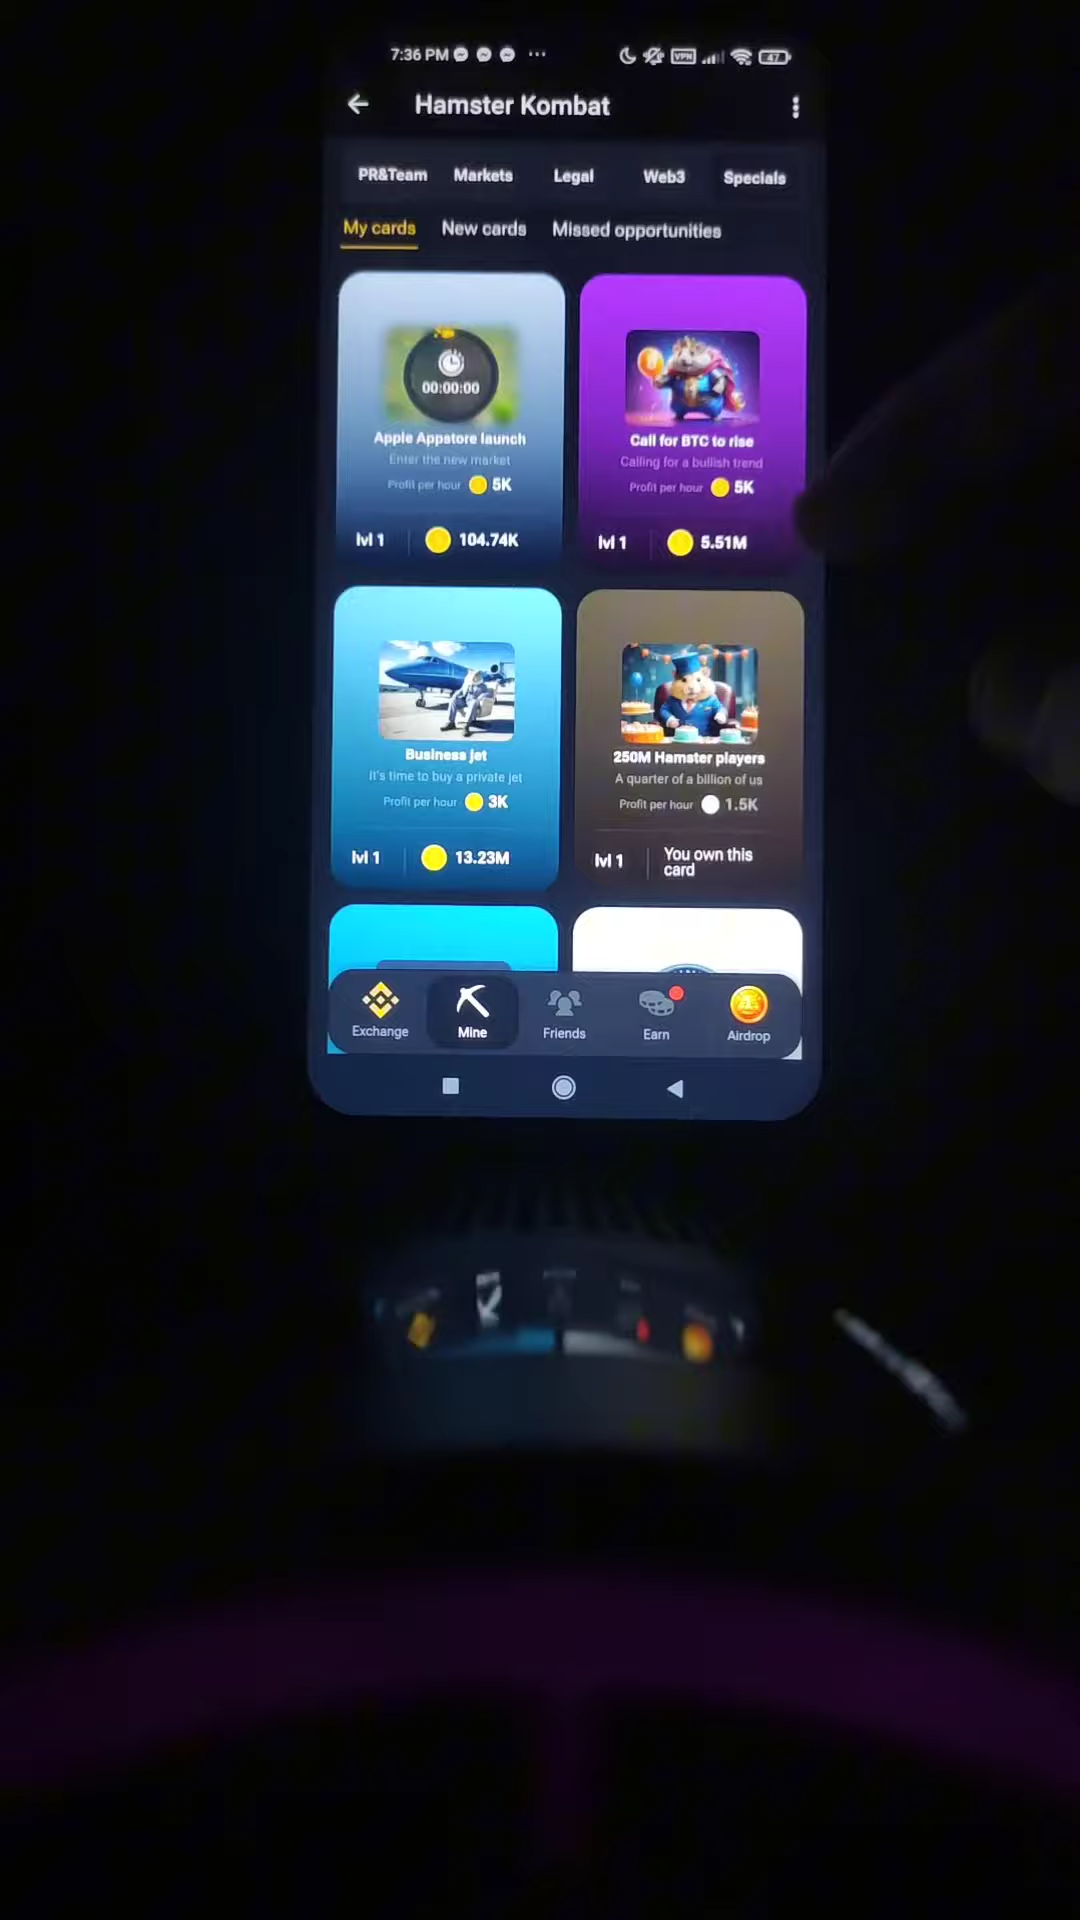 7:36 PM
VPN
47
Hamster Kombat
PR&Team Markets Legal Web3 Specials
My cards New cards Missed opportunities
00:00:00
Apple Appstore launch
Enter the new market
Profit per hour 5K
lvl 1 104.74K
Call for BTC to rise
Calling for a bullish trend
Profit per hour 5K
lvl 1 5.51M
Business jet
It's time to buy a private jet
Profit per hour 3K
lvl 1 13.23M
250M Hamster players
A quarter of a billion of us
Profit per hour 1.5K
lvl 1 You own this
card
Exchange Mine Friends Earn Airdrop